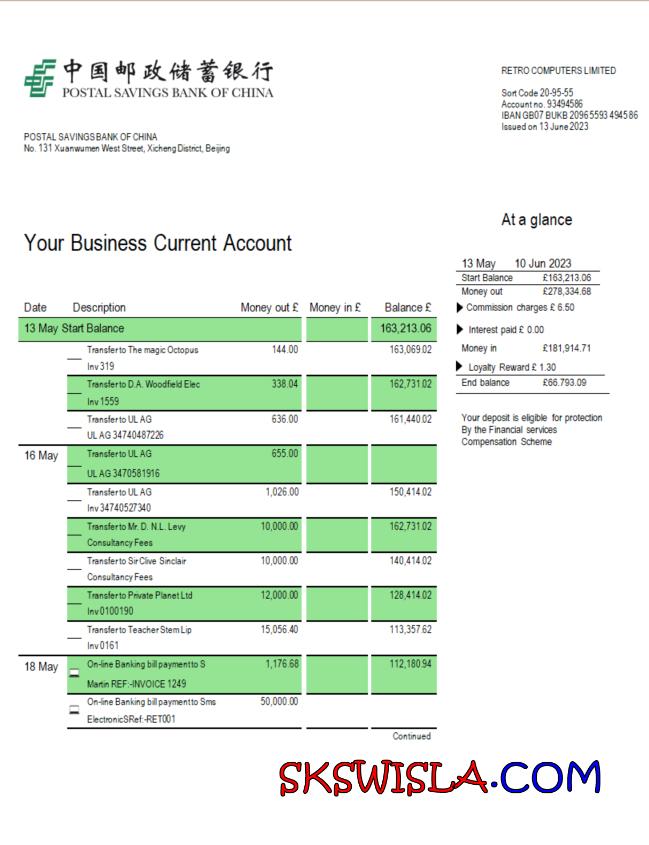 中国邮政储蓄银行
POSTAL SAVINGS BANK OF CHINA
RETRO COMPUTERS LIMITED
Sort Code 20-95-55
Account no. 93494586
IBAN GB07 BUKB 20965593 494586
Issued on 13 June 2023
POSTAL SAVINGS BANK OF CHINA
No. 131 Xuanwumen West Street, Xicheng District, Beijing
At a glance
Your Business Current Account
13 May 10 Jun 2023
Start Balance £163,213.06
Money out £278,334.68
Commission charges £ 6.50
Interest paid £ 0.00
Money in £181,914.71
Loyalty Reward £ 1.30
End balance £66.793.09
Your deposit is eligible for protection
By the Financial services
Compensation Scheme
Date Description Money out £ Money in £ Balance £
13 May Start Balance 163,213.06
Transfer to The magic Octopus 144.00 163,069.02
Inv 319
Transfer to D.A. Woodfield Elec 338.04 162,731.02
Inv 1559
Transfer to UL AG 636.00 161,440.02
UL AG 34740487226
16 May Transfer to UL AG 655.00
UL AG 3470581916
Transfer to UL AG 1,026.00 150,414.02
Inv 34740527340
Transfer to Mr. D. N.L. Levy 10,000.00 162,731.02
Consultancy Fees
Transfer to Sir Clive Sinclair 10,000.00 140,414.02
Consultancy Fees
Transfer to Private Planet Ltd 12,000.00 128,414.02
Inv 0100190
Transfer to Teacher Stem Lip 15,056.40 113,357.62
Inv 0161
18 May On-line Banking bill payment to S 1,176.68 112,180.94
Martin REF:-INVOICE 1249
On-line Banking bill payment to Sms 50,000.00
ElectronicSRef:-RET001
Continued
SKSWISLA.COM